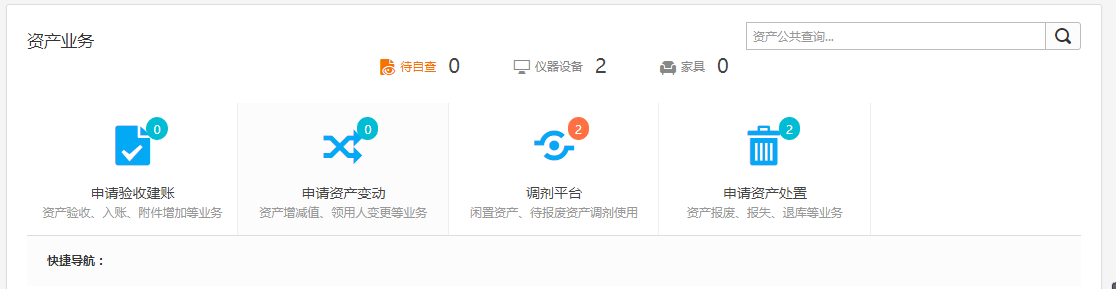 资产业务
资产公共查询...
待自查 0 仪器设备 2 家具 0
0 0 2 2
申请验收建账 申请资产变动 调剂平台 申请资产处置
资产验收、入账、附件增加等业务 资产增减值、领用人变更等业务 闲置资产、待报废资产调剂使用 资产报废、报失、退库等业务
快捷导航：